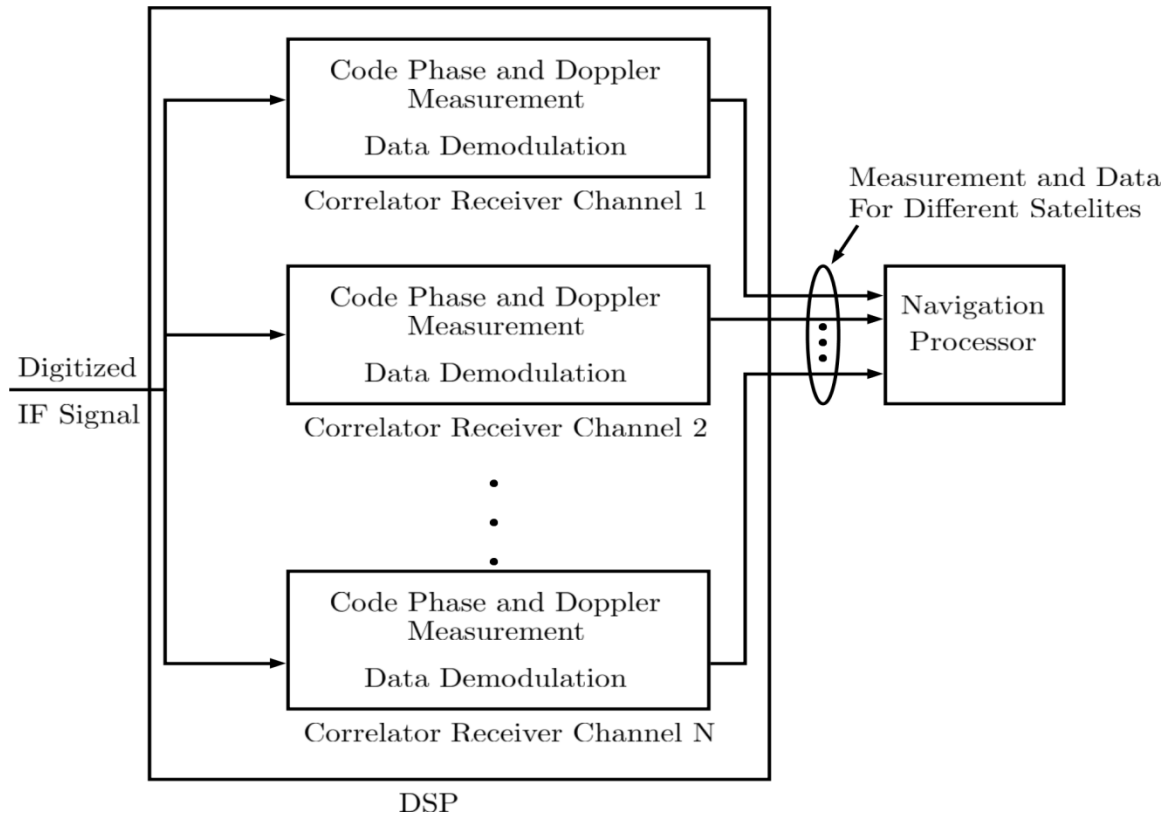 Code Phase and Doppler
Measurement
Data Demodulation
Correlator Receiver Channel 1
Measurement and Data
For Different Satelites
Code Phase and Doppler
Measurement
Data Demodulation
Correlator Receiver Channel 2
Navigation
Processor
Digitized
IF Signal
Code Phase and Doppler
Measurement
Data Demodulation
Correlator Receiver Channel N
DSP